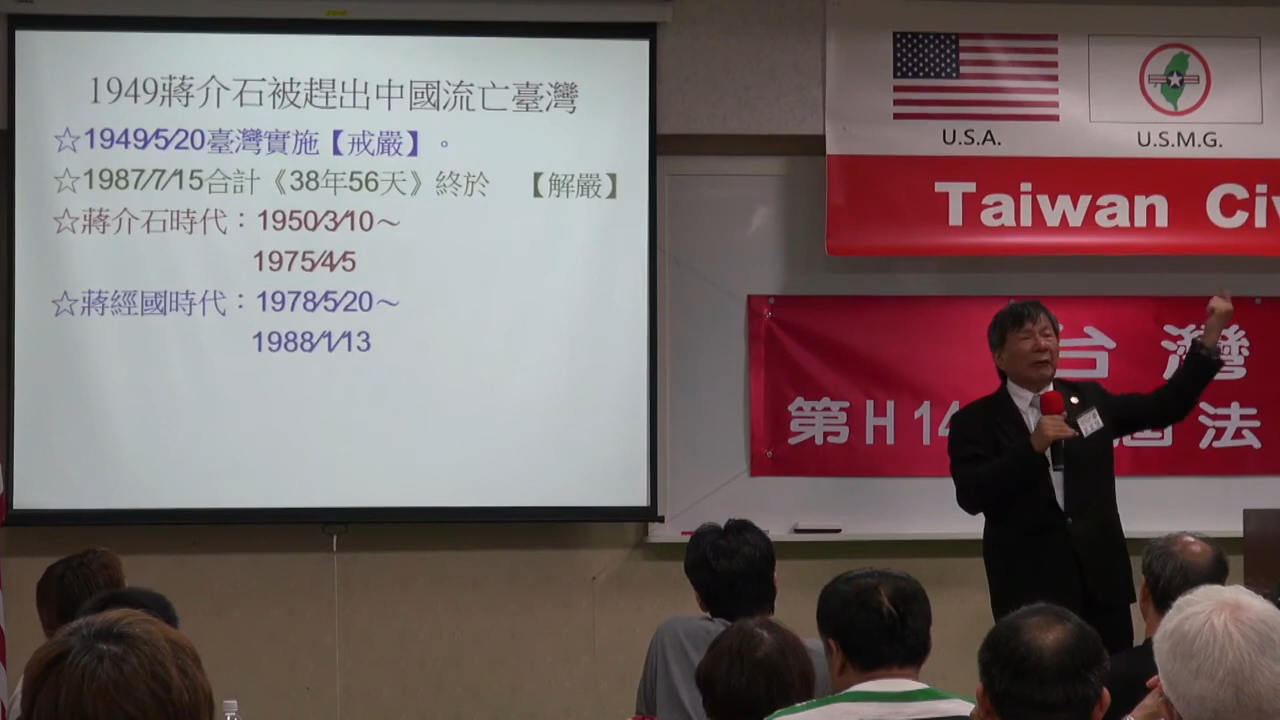 1949蔣介石被趕出中國流亡臺灣
☆1949/5/20臺灣實施【戒嚴】。
☆1987/7/15合計《38年56天》終於 【解嚴】
☆蔣介石時代：1950/3/10～
1975/4/5
☆蔣經國時代：1978/5/20～
1988/1/13
U.S.A.
U.S.M.G.
Taiwan
台灣
第H14
法